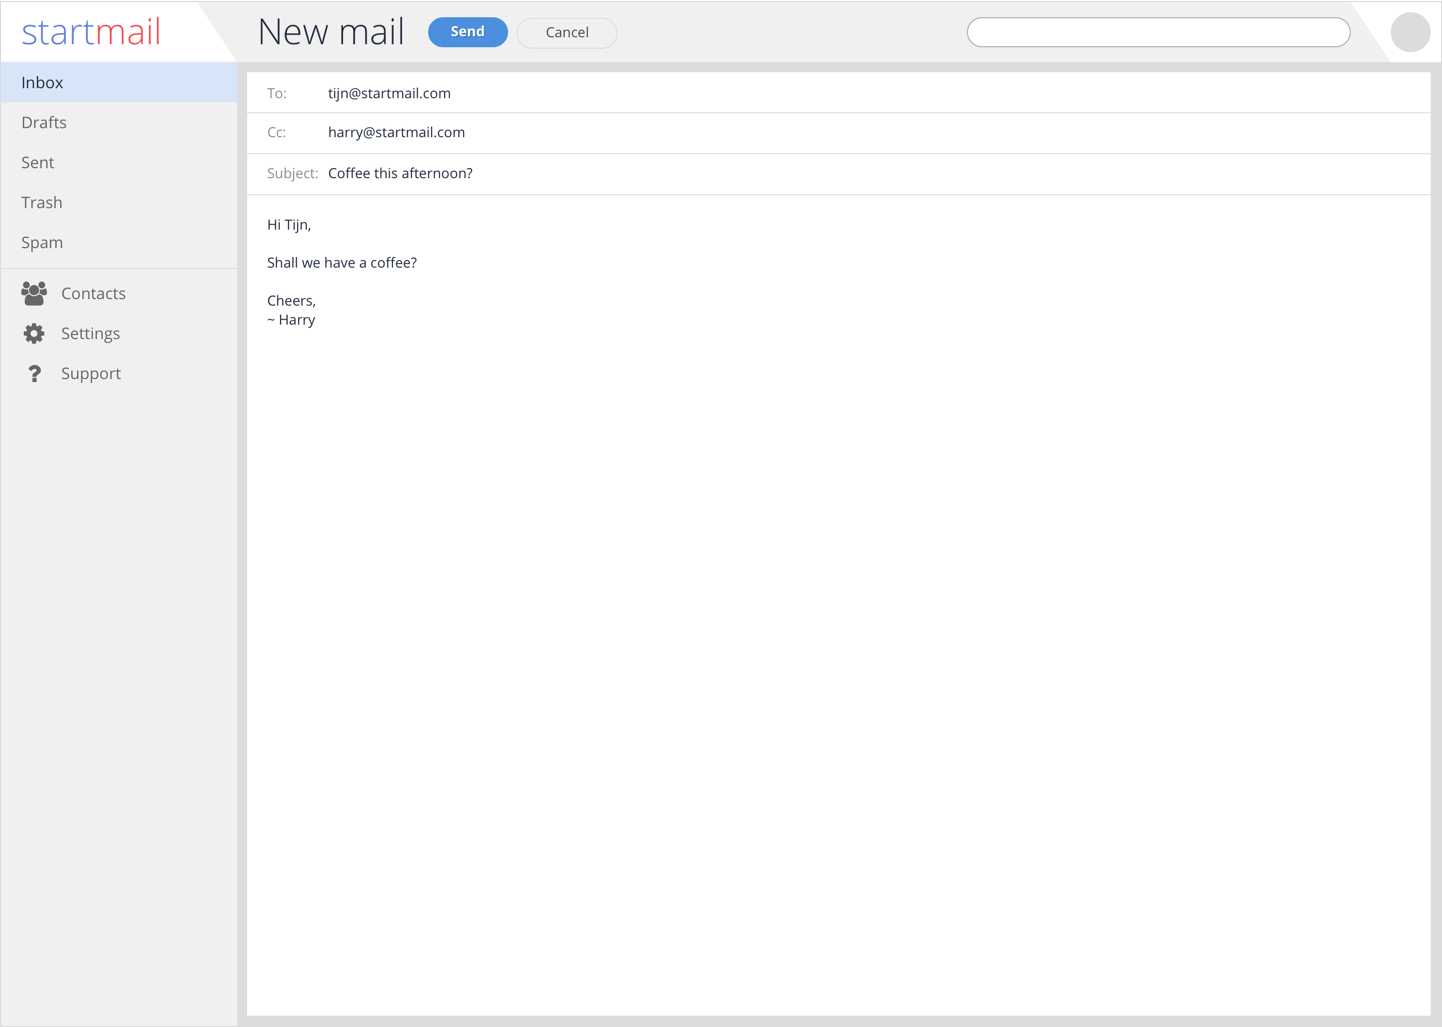 startmail
New mail
Send
Cancel
Inbox
Drafts
Sent
Trash
Spam
Contacts
Settings
Support
To: tijn@startmail.com
Cc: harry@startmail.com
Subject: Coffee this afternoon?
Hi Tijn,
Shall we have a coffee?
Cheers,
~ Harry